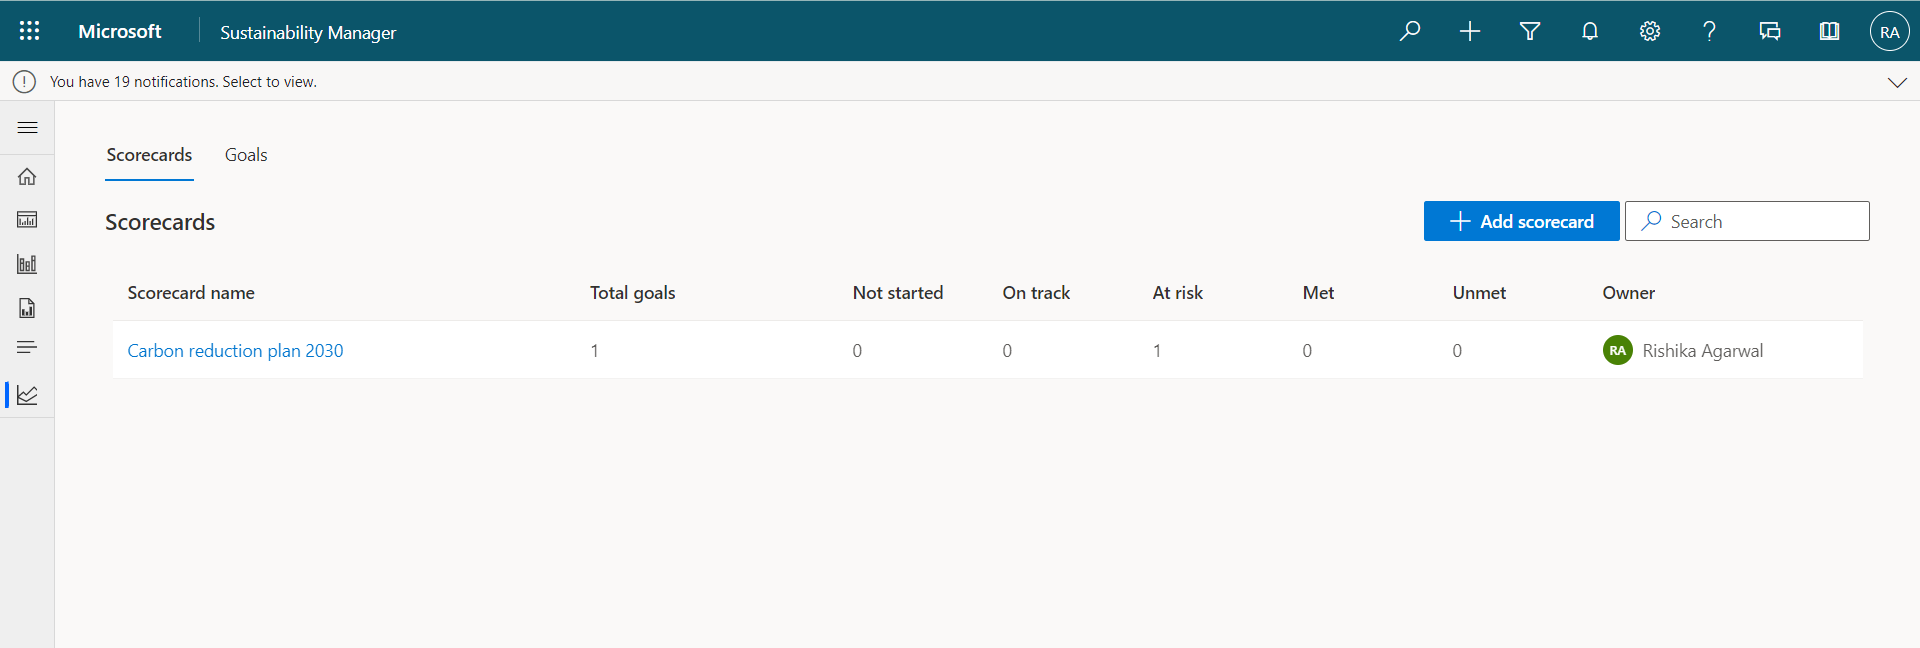 Microsoft Sustainability Manager RA
You have 19 notifications. Select to view.
Scorecards Goals
Scorecards Add scorecard Search
Scorecard name Total goals Not started On track At risk Met Unmet Owner
Carbon reduction plan 2030 1 0 0 1 0 0 RA Rishika Agarwal